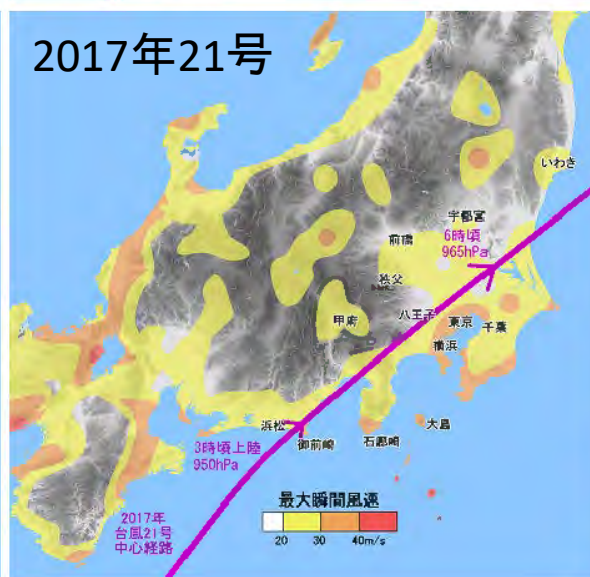 2017年21号
いわき
宇都宮
6時頃
965hPa
前橋
秩父
甲府
八王子
東京
千葉
横浜
大島
浜松
御前崎
石廊崎
3時頃上陸
950hPa
最大瞬間風速
20 30 40m/s
2017年
台風21号
中心経路